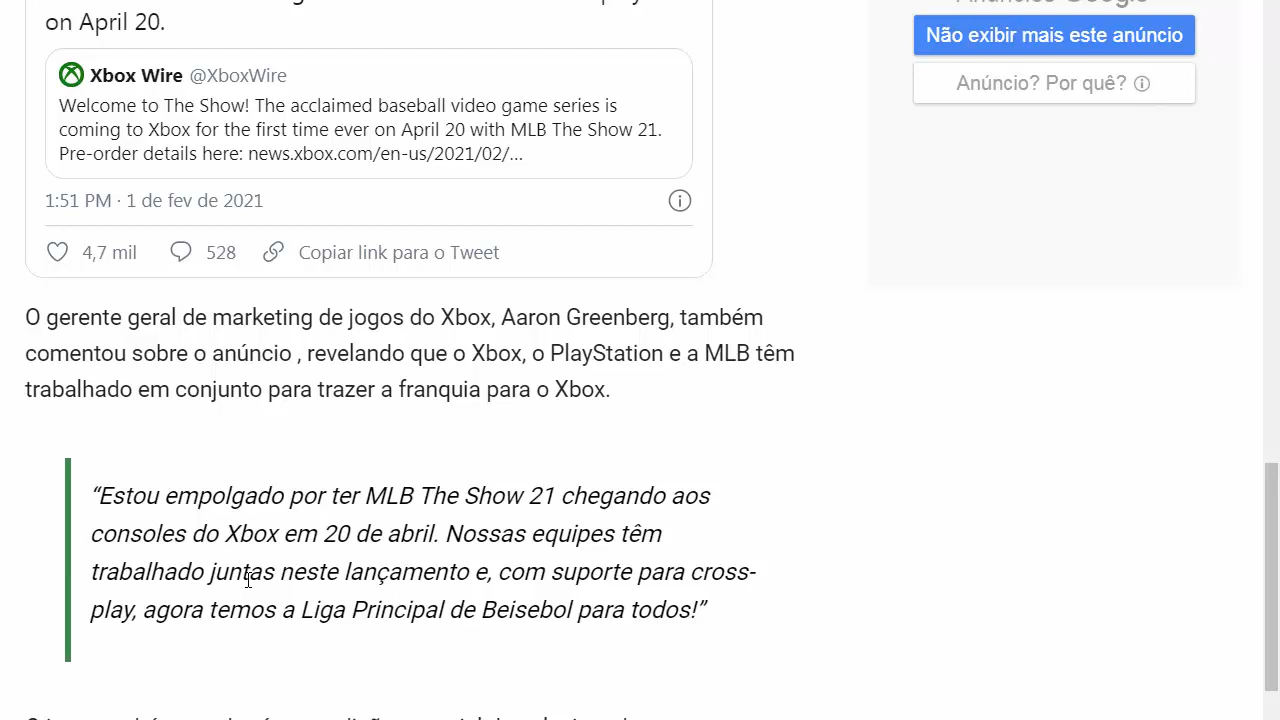 on April 20.
Xbox Wire @XboxWire
Welcome to The Show! The acclaimed baseball video game series is
coming to Xbox for the first time ever on April 20 with MLB The Show 21.
Pre-order details here: news.xbox.com/en-us/2021/02/...
1:51 PM · 1 de fev de 2021
4,7 mil 528 Copiar link para o Tweet
O gerente geral de marketing de jogos do Xbox, Aaron Greenberg, também
comentou sobre o anúncio , revelando que o Xbox, o PlayStation e a MLB têm
trabalhado em conjunto para trazer a franquia para o Xbox.
“Estou empolgado por ter MLB The Show 21 chegando aos
consoles do Xbox em 20 de abril. Nossas equipes têm
trabalhado juntas neste lançamento e, com suporte para cross-
play, agora temos a Liga Principal de Beisebol para todos!”
Anúncios Google
Não exibir mais este anúncio
Anúncio? Por quê?